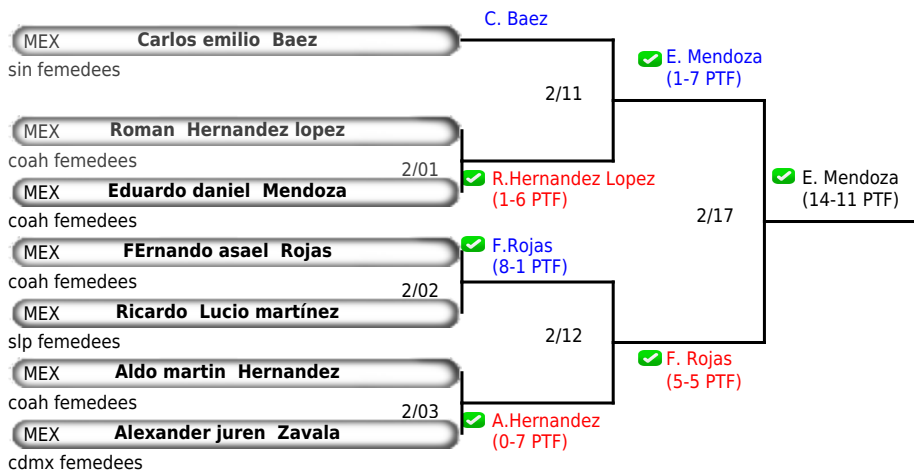 C. Baez
MEX Carlos emilio Baez
sin femedees
E. Mendoza
(1-7 PTF)
2/11
MEX Roman Hernandez lopez
coah femedees
2/01
R.Hernandez Lopez
(1-6 PTF)
MEX Eduardo daniel Mendoza
coah femedees
E. Mendoza
(14-11 PTF)
2/17
MEX FErnando asael Rojas
coah femedees
F.Rojas
(8-1 PTF)
2/02
MEX Ricardo Lucio martínez
slp femedees
2/12
F. Rojas
(5-5 PTF)
MEX Aldo martin Hernandez
coah femedees
2/03
A.Hernandez
(0-7 PTF)
MEX Alexander juren Zavala
cdmx femedees